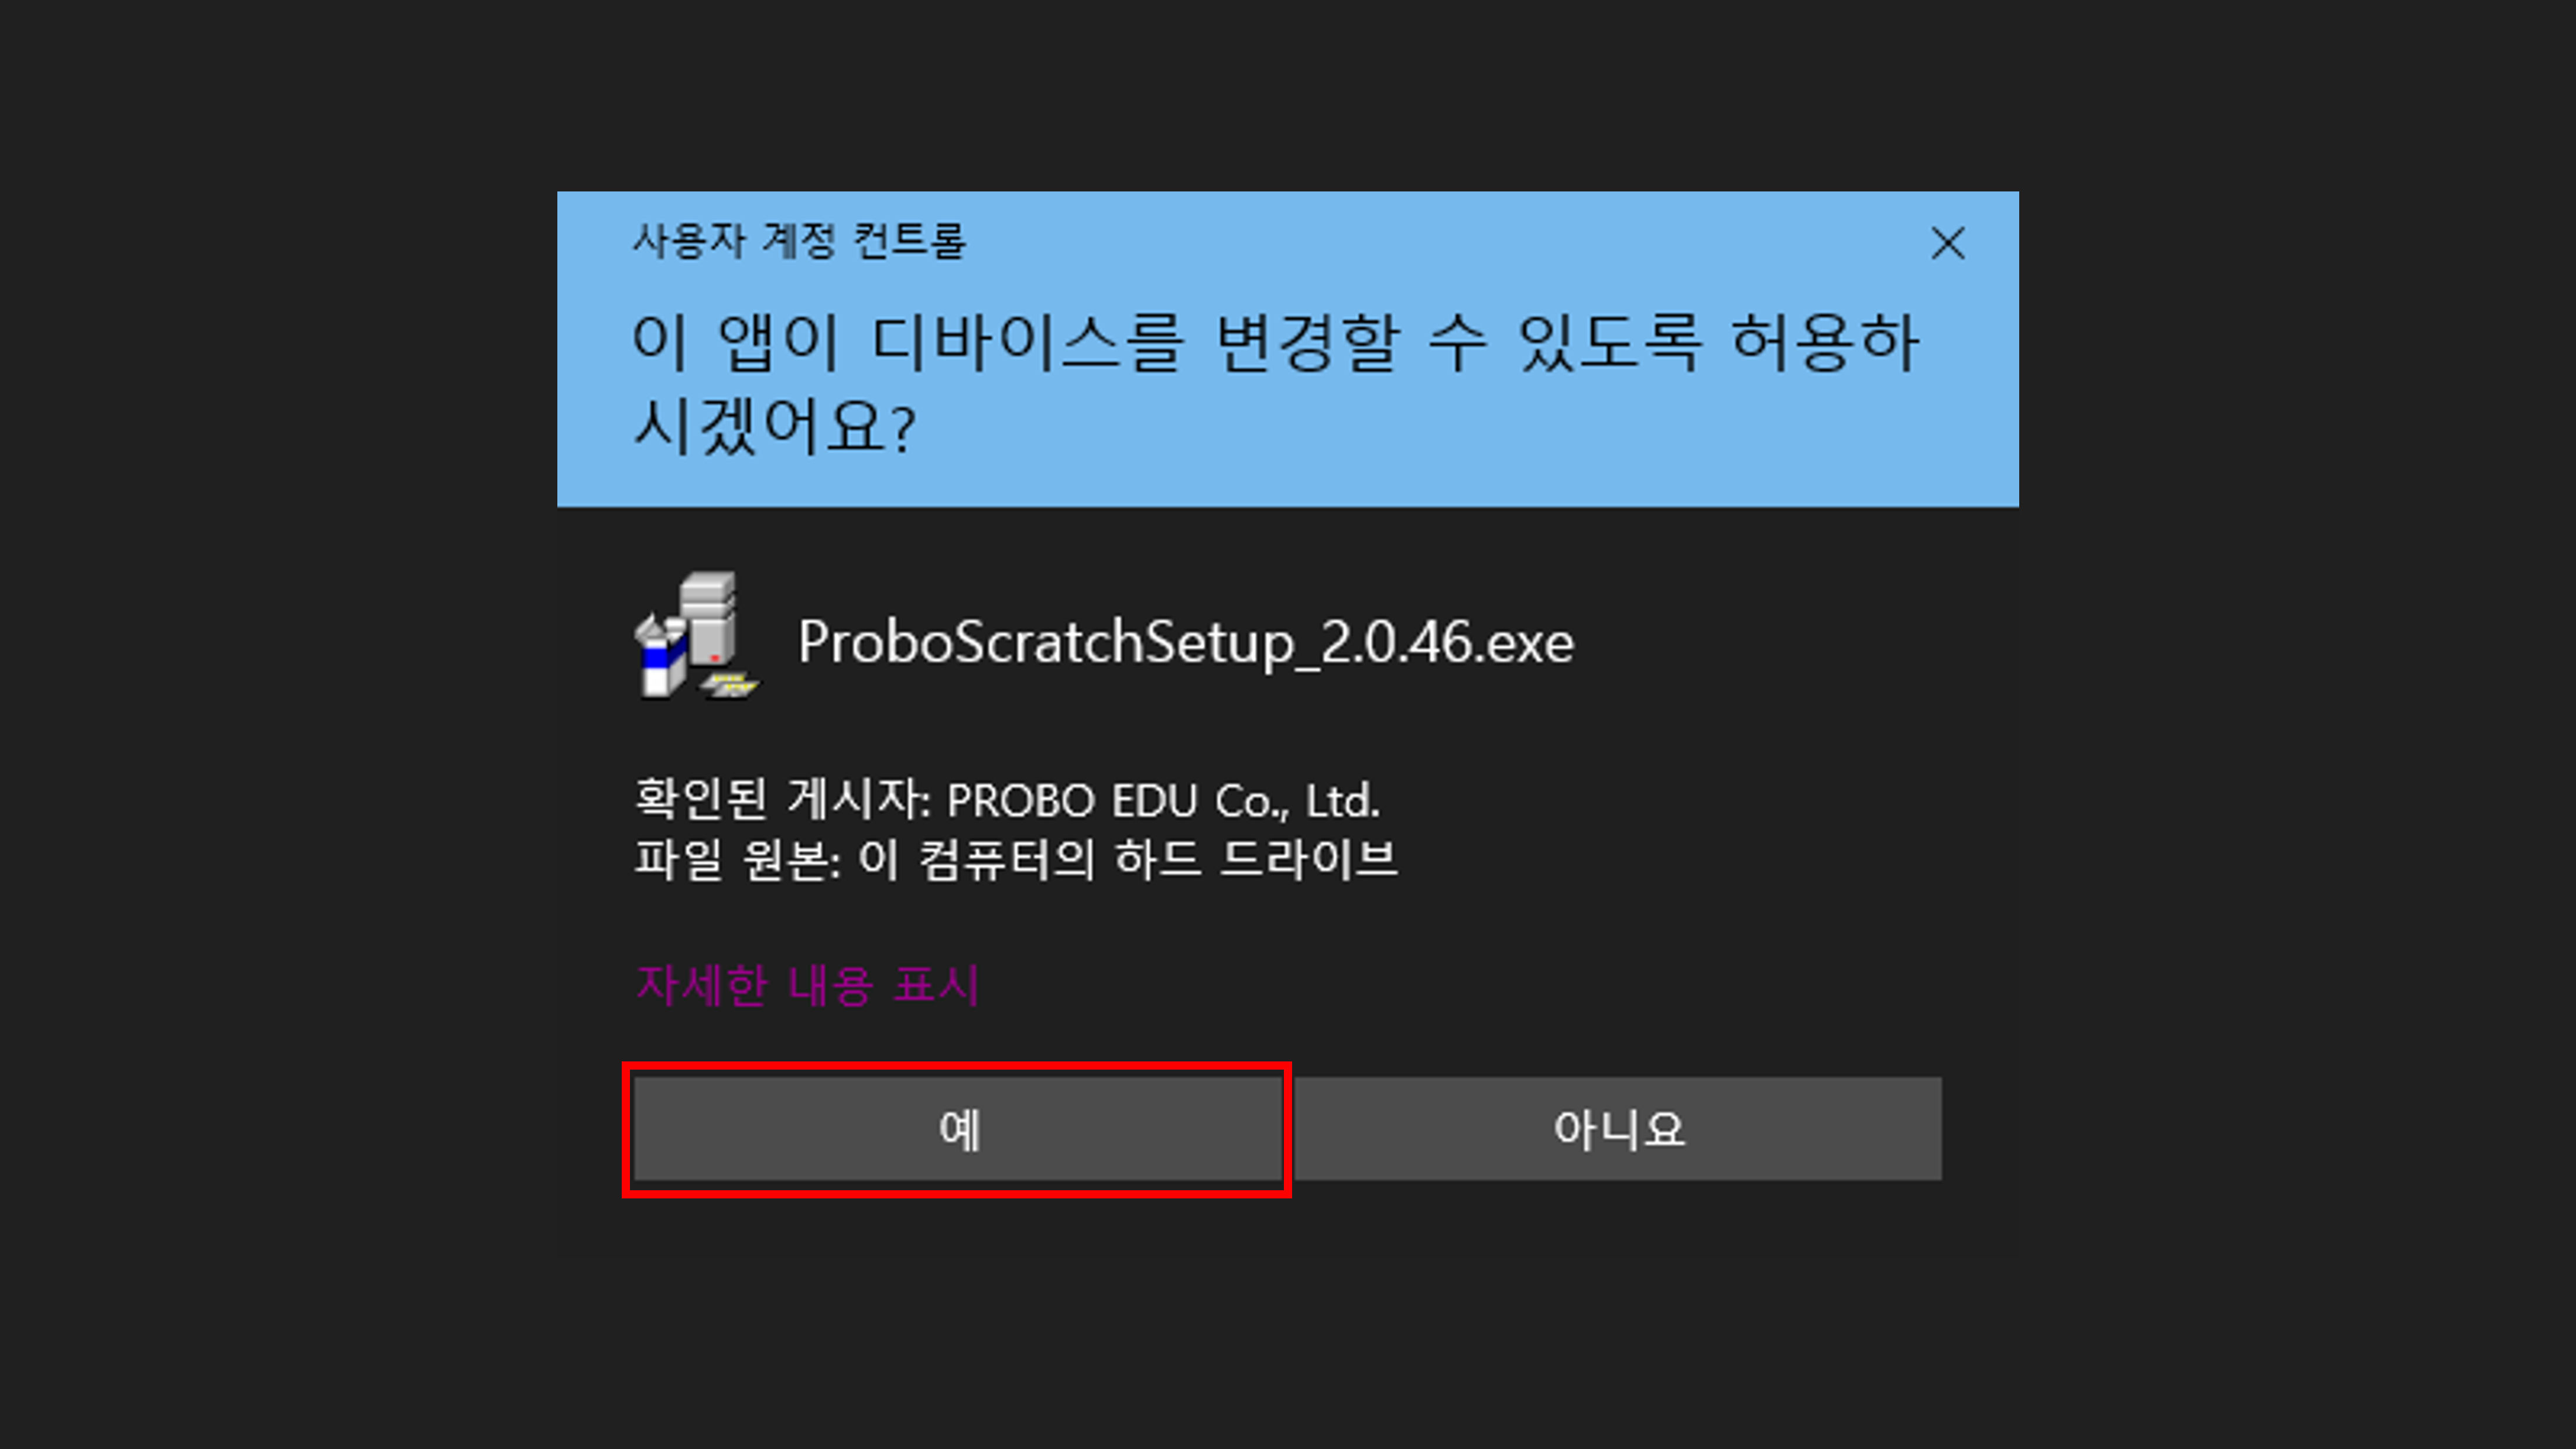 사용자 계정 컨트롤
이 앱이 디바이스를 변경할 수 있도록 허용하
시겠어요?
ProboScratchSetup_2.0.46.exe
확인된 게시자: PROBO EDU Co., Ltd.
파일 원본: 이 컴퓨터의 하드 드라이브
자세한 내용 표시
예
아니요